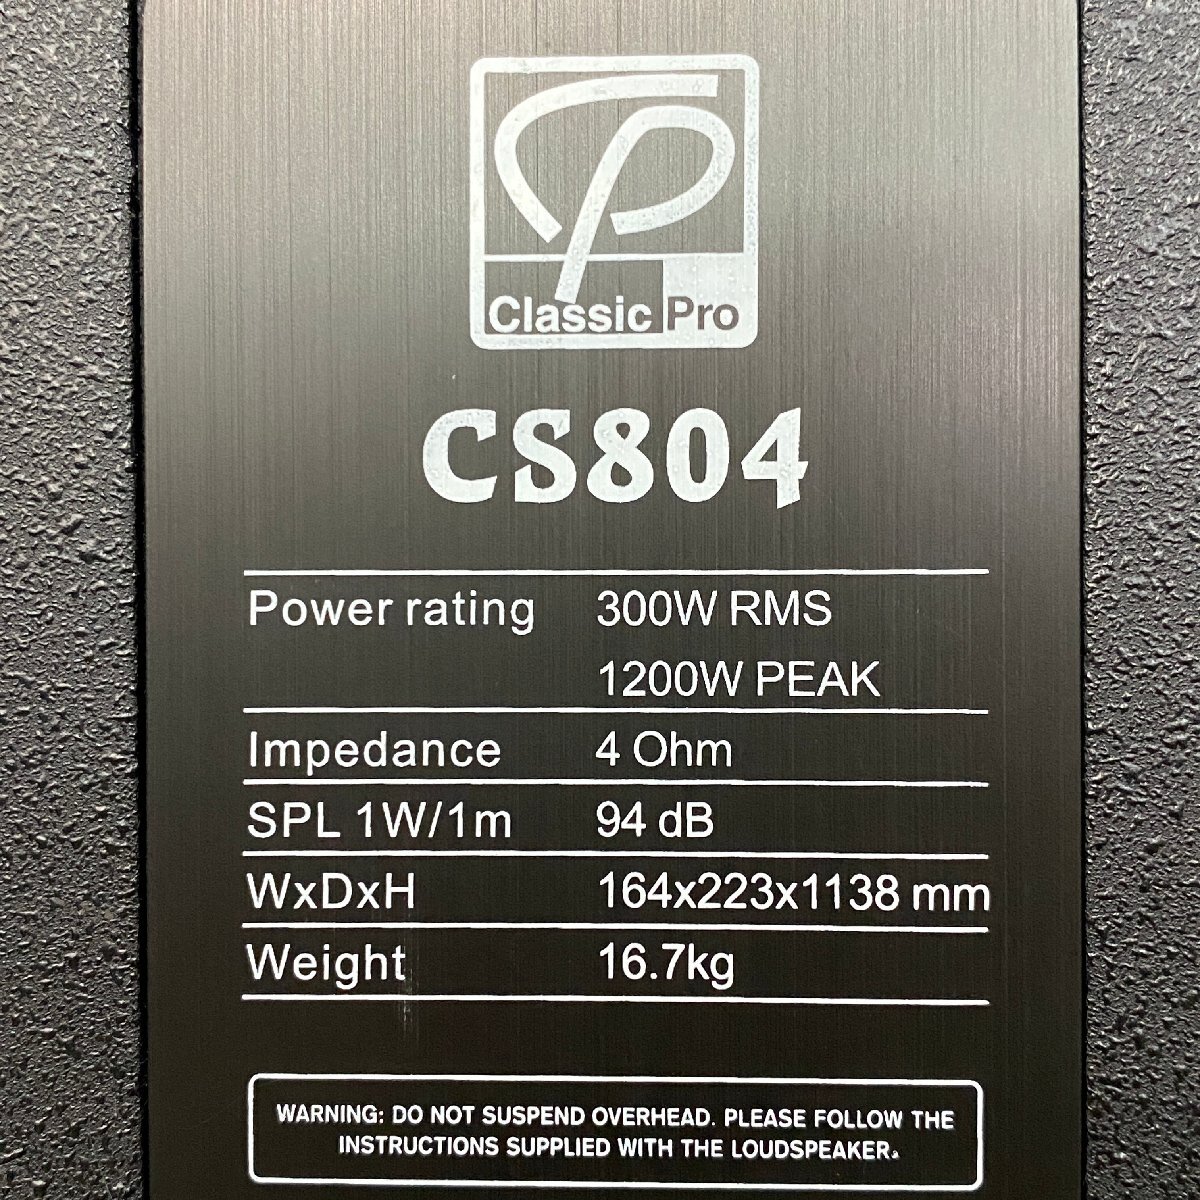 Classic Pro
CS804
Power rating 300W RMS
1200W PEAK
Impedance 4 Ohm
SPL 1W/1m 94 dB
WxDxH 164x223x1138 mm
Weight 16.7kg
WARNING: DO NOT SUSPEND OVERHEAD. PLEASE FOLLOW THE
INSTRUCTIONS SUPPLIED WITH THE LOUDSPEAKER.